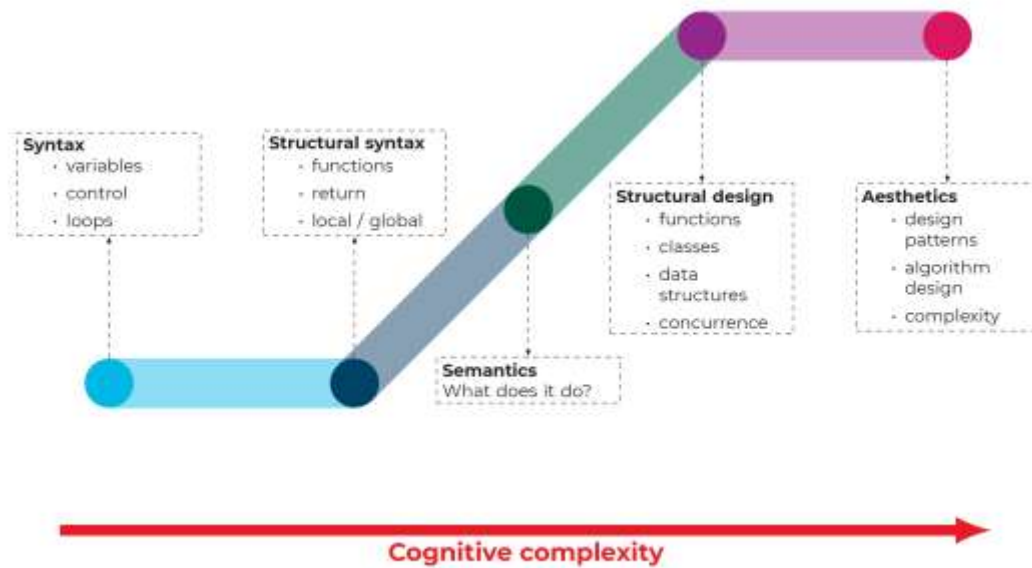 Syntax
• variables
• control
• loops
Structural syntax
• functions
• return
• local / global
Semantics
What does it do?
Structural design
• functions
• classes
• data
structures
• concurrence
Aesthetics
• design
patterns
• algorithm
design
• complexity
Cognitive complexity